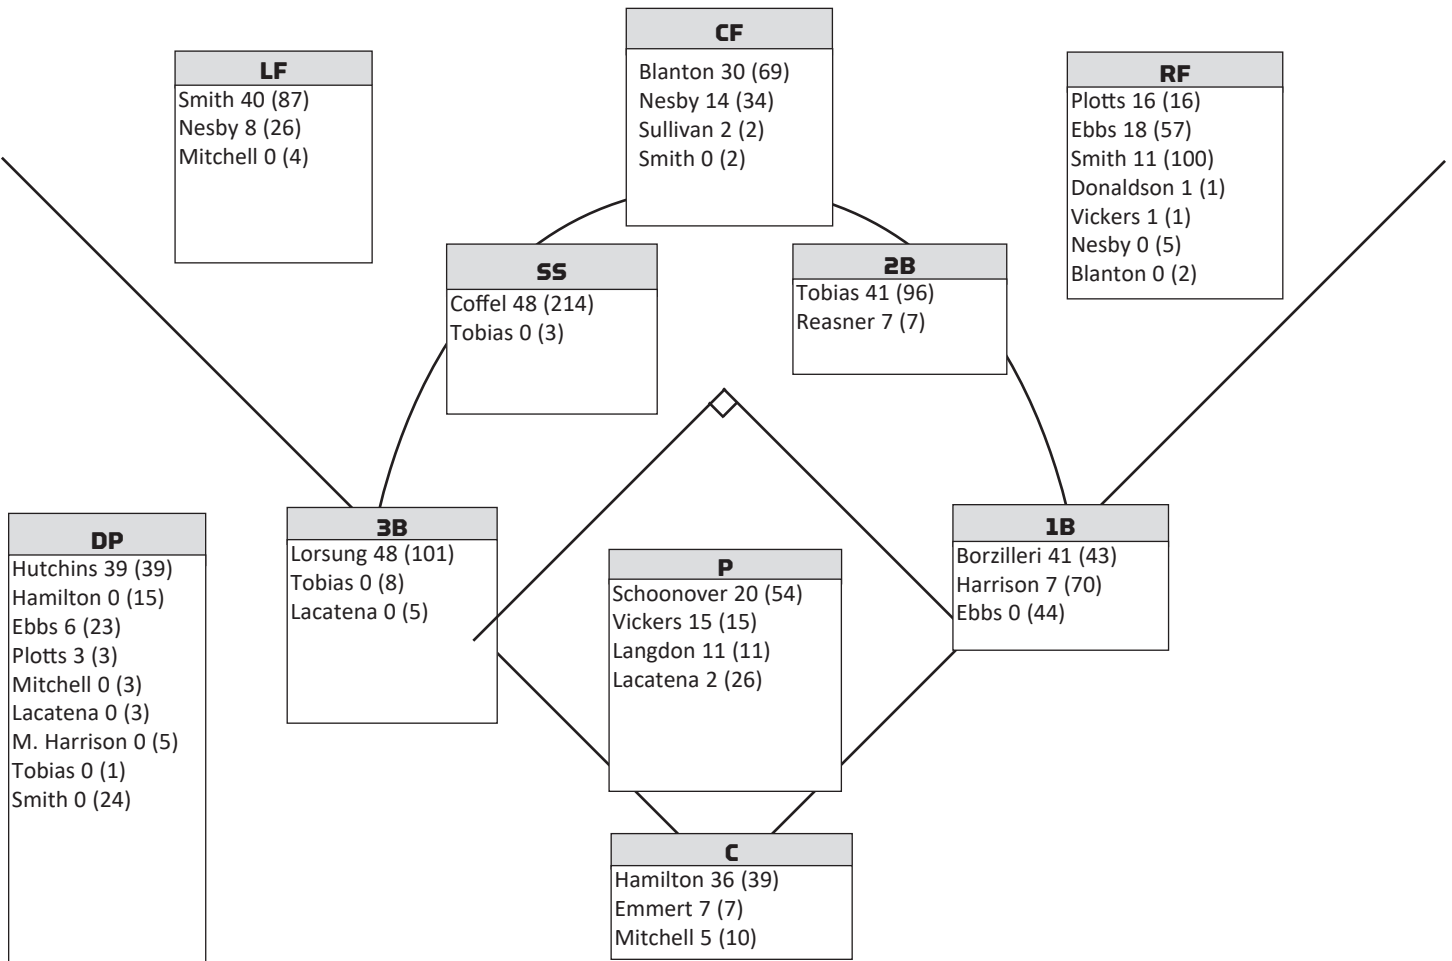 CF
Blanton 30 (69)
Nesby 14 (34)
Sullivan 2 (2)
Smith 0 (2)
LF
Smith 40 (87)
Nesby 8 (26)
Mitchell 0 (4)
RF
Plotts 16 (16)
Ebbs 18 (57)
Smith 11 (100)
Donaldson 1 (1)
Vickers 1 (1)
Nesby 0 (5)
Blanton 0 (2)
SS
Coffel 48 (214)
Tobias 0 (3)
2B
Tobias 41 (96)
Reasner 7 (7)
DP
Hutchins 39 (39)
Hamilton 0 (15)
Ebbs 6 (23)
Plotts 3 (3)
Mitchell 0 (3)
Lacatena 0 (3)
M. Harrison 0 (5)
Tobias 0 (1)
Smith 0 (24)
3B
Lorsung 48 (101)
Tobias 0 (8)
Lacatena 0 (5)
P
Schoonover 20 (54)
Vickers 15 (15)
Langdon 11 (11)
Lacatena 2 (26)
1B
Borzilleri 41 (43)
Harrison 7 (70)
Ebbs 0 (44)
C
Hamilton 36 (39)
Emmert 7 (7)
Mitchell 5 (10)